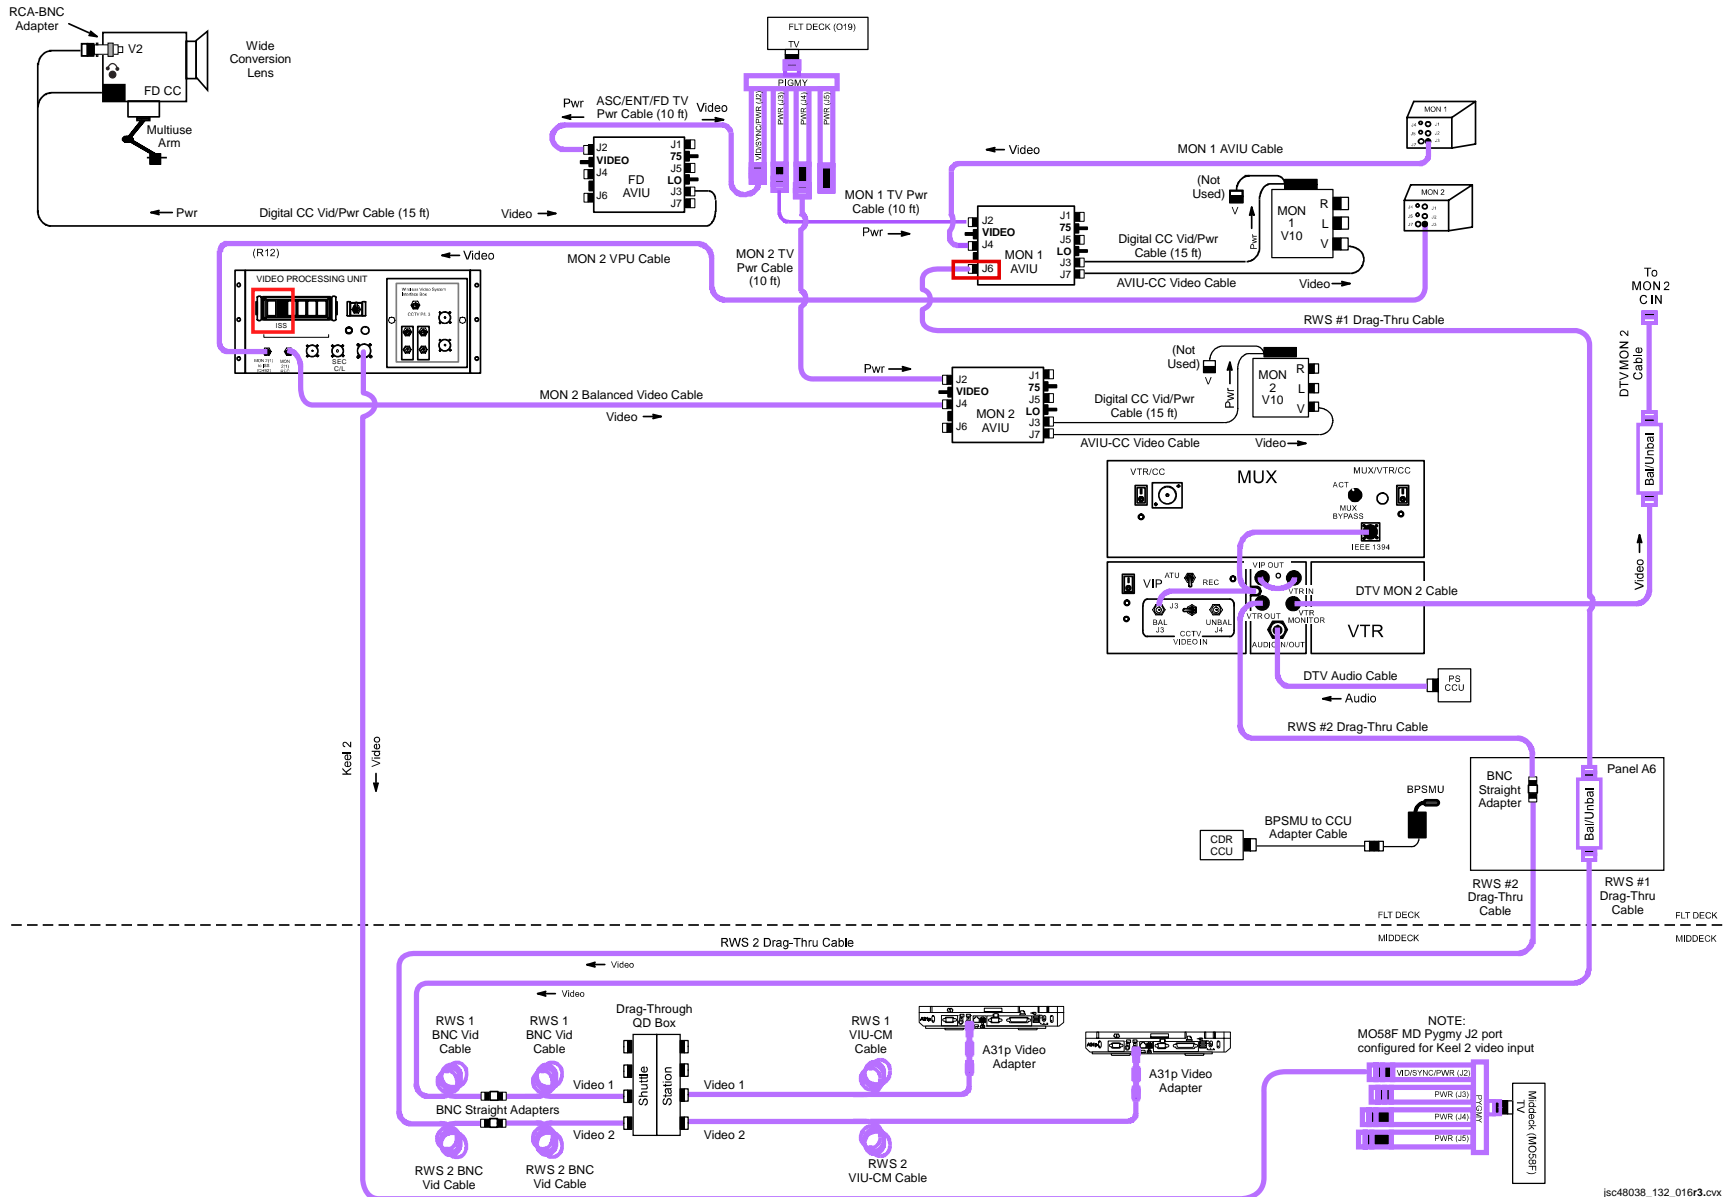 RCA-BNC
Adapter
V2
FD CC
Wide
Conversion
Lens
Multiuse
Arm
Pwr
Digital CC Vid/Pwr Cable (15 ft)
Video
ASC/ENT/FD TV
Pwr Cable (10 ft)
Pwr
Video
J2
VIDEO
J4
J6
FD
AVIU
J1
75
J5
LO
J3
J7
FLT DECK (O19)
TV
PIGMY
VID/SYNC/PWR (J2)
PWR (J3)
PWR (J4)
PWR (J5)
Video
MON 1 AVIU Cable
MON 1
MON 2
MON 1 TV Pwr
Cable (10 ft)
Pwr
MON 2 TV
Pwr Cable
(10 ft)
J2
VIDEO
J4
J6
MON 1
AVIU
J1
75
J5
LO
J3
J7
Digital CC Vid/Pwr
Cable (15 ft)
AVIU-CC Video Cable
Video
Pwr
(Not
Used)
V
MON
1
V10
R
L
V
(R12)
Video
MON 2 VPU Cable
VIDEO PROCESSING UNIT
ISS
SEC
C/L
Wireless Video System
Interface Box
MON 2 Balanced Video Cable
Video
RWS #1 Drag-Thru Cable
Pwr
J2
VIDEO
J4
J6
MON 2
AVIU
J1
75
J5
LO
J3
J7
Digital CC Vid/Pwr
Cable (15 ft)
AVIU-CC Video Cable
Video
Pwr
(Not
Used)
V
MON
2
V10
R
L
V
To
MON 2
C IN
DTV MON 2
Cable
Bal/Unbal
Video
VTR/CC
MUX
MUX/VTR/CC
ACT
MUX
BYPASS
IEEE 1394
VIP
ATU
REC
J3
BAL
J3
UNBAL
J4
CCTV
VIDEO IN
VIP OUT
VTR IN
VTR OUT
VTR
MONITOR
AUDIO IN/OUT
VTR
DTV MON 2 Cable
DTV Audio Cable
Audio
PS
CCU
RWS #2 Drag-Thru Cable
Keel 2
Video
Panel A6
BNC
Straight
Adapter
Bal/Unbal
BPSMU
BPSMU to CCU
Adapter Cable
CDR
CCU
RWS #2
Drag-Thru
Cable
RWS #1
Drag-Thru
Cable
FLT DECK
FLT DECK
MIDDECK
MIDDECK
RWS 2 Drag-Thru Cable
Video
Video
RWS 1
BNC Vid
Cable
RWS 1
BNC Vid
Cable
Drag-Through
QD Box
Shuttle
Station
Video 1
Video 1
Video 2
Video 2
BNC Straight Adapters
RWS 2 BNC
Vid Cable
RWS 2 BNC
Vid Cable
RWS 1
VIU-CM
Cable
RWS 2
VIU-CM Cable
A31p Video
Adapter
A31p Video
Adapter
NOTE:
MO58F MD Pygmy J2 port
configured for Keel 2 video input
VID/SYNC/PWR (J2)
PWR (J3)
PWR (J4)
PWR (J5)
PYGMY
Middeck (MO58F)
TV
jsc48038_132_016r3.cvx